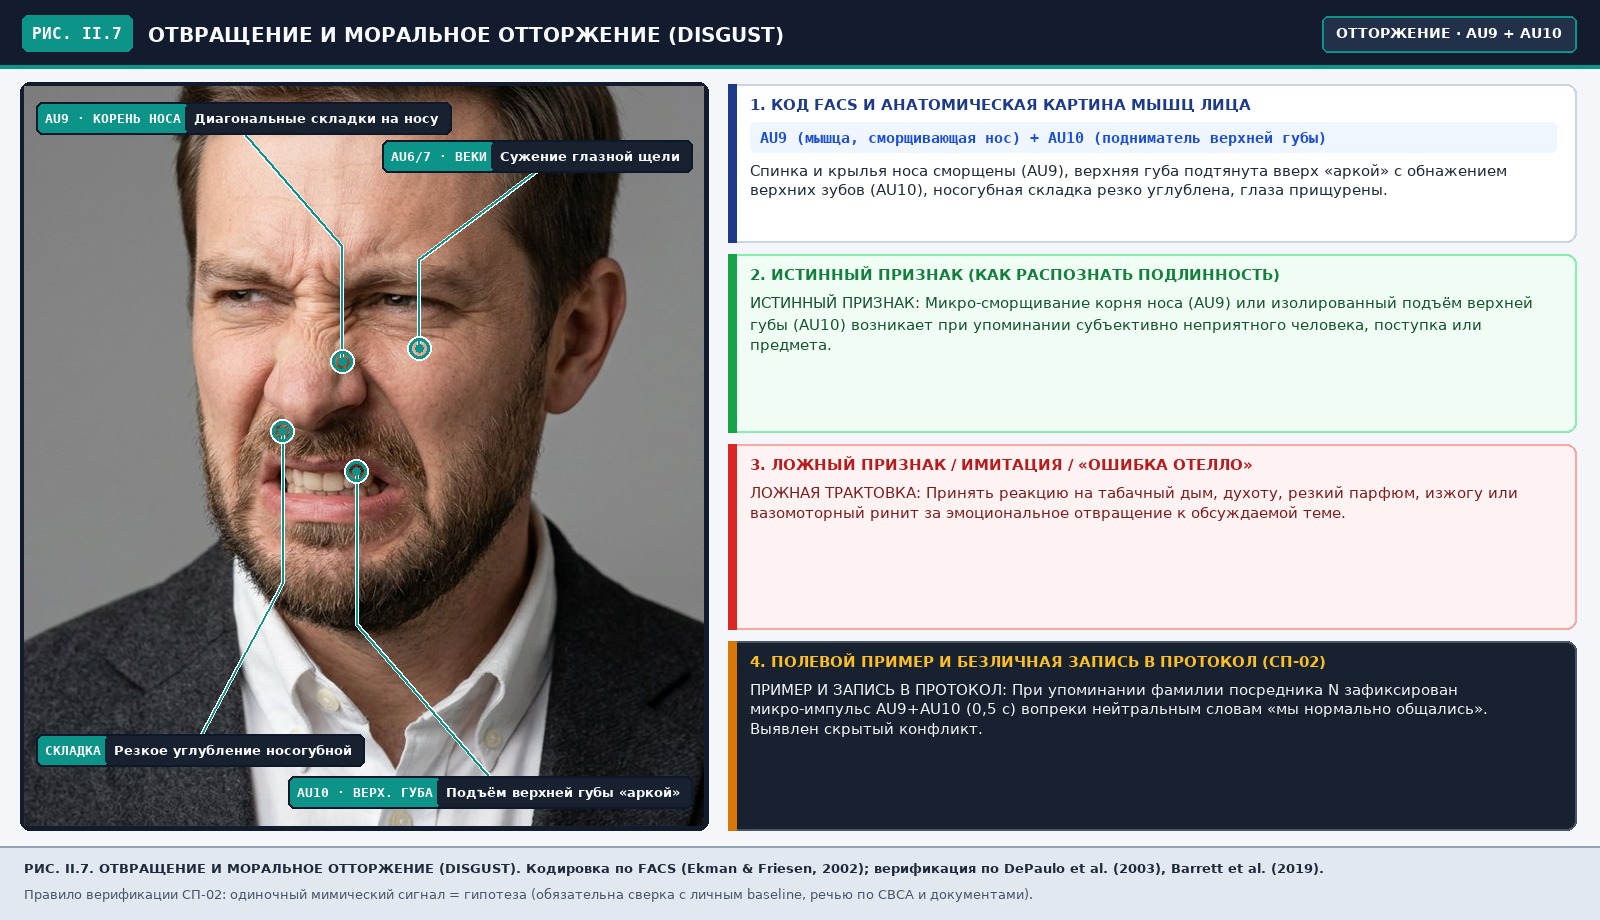 РИС. II.7
ОТВРАЩЕНИЕ И МОРАЛЬНОЕ ОТТОРЖЕНИЕ (DISGUST)
ОТТОРЖЕНИЕ · AU9 + AU10
AU9 · КОРЕНЬ НОСА Диагональные складки на носу
AU6/7 · ВЕКИ Сужение глазной щели
СКЛАДКА Резкое углубление носогубной
AU10 · ВЕРХ. ГУБА Подъём верхней губы «аркой»
1. КОД FACS И АНАТОМИЧЕСКАЯ КАРТИНА МЫШЦ ЛИЦА
AU9 (мышца, сморщивающая нос) + AU10 (подниматель верхней губы)
Спинка и крылья носа сморщены (AU9), верхняя губа подтянута вверх «аркой» с обнажением
верхних зубов (AU10), носогубная складка резко углублена, глаза прищурены.
2. ИСТИННЫЙ ПРИЗНАК (КАК РАСПОЗНАТЬ ПОДЛИННОСТЬ)
ИСТИННЫЙ ПРИЗНАК: Микро-сморщивание корня носа (AU9) или изолированный подъём верхней
губы (AU10) возникает при упоминании субъективно неприятного человека, поступка или
предмета.
3. ЛОЖНЫЙ ПРИЗНАК / ИМИТАЦИЯ / «ОШИБКА ОТЕЛЛО»
ЛОЖНАЯ ТРАКТОВКА: Принять реакцию на табачный дым, духоту, резкий парфюм, изжогу или
вазомоторный ринит за эмоциональное отвращение к обсуждаемой теме.
4. ПОЛЕВОЙ ПРИМЕР И БЕЗЛИЧНАЯ ЗАПИСЬ В ПРОТОКОЛ (СП-02)
ПРИМЕР И ЗАПИСЬ В ПРОТОКОЛ: При упоминании фамилии посредника N зафиксирован
микро-импульс AU9+AU10 (0,5 с) вопреки нейтральным словам «мы нормально общались».
Выявлен скрытый конфликт.
РИС. II.7. ОТВРАЩЕНИЕ И МОРАЛЬНОЕ ОТТОРЖЕНИЕ (DISGUST). Кодировка по FACS (Ekman & Friesen, 2002); верификация по DePaulo et al. (2003), Barrett et al. (2019).
Правило верификации СП-02: одиночный мимический сигнал = гипотеза (обязательна сверка с личным baseline, речью по CBCA и документами).